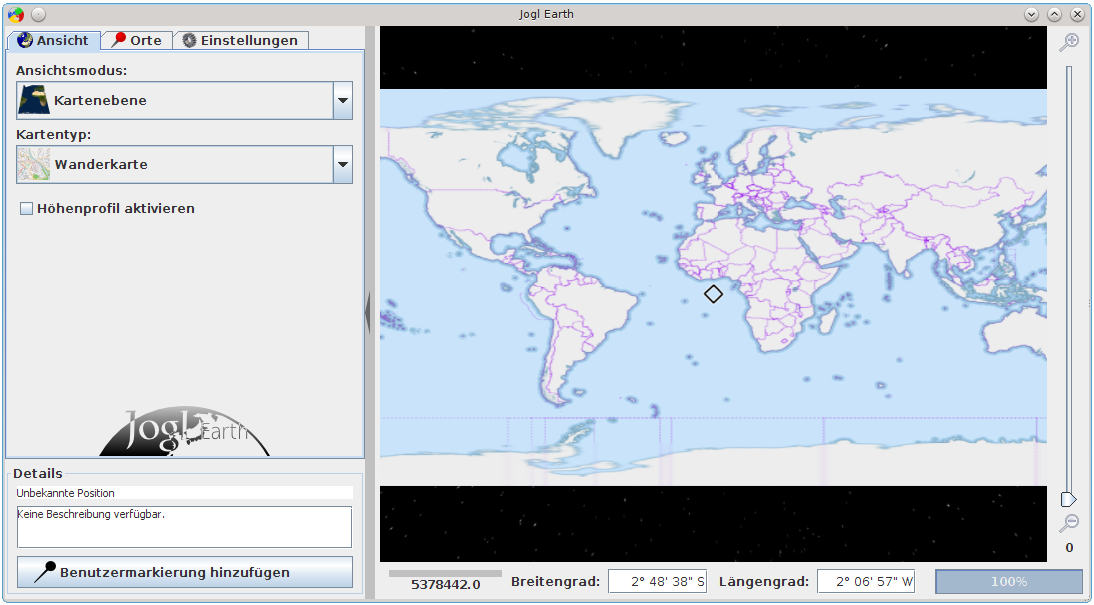 Jogl Earth
Ansicht Orte Einstellungen
Ansichtsmodus:
Kartenebene
Kartentyp:
Wanderkarte
Höhenprofil aktivieren
Jogl Earth
Details
Unbekannte Position
Keine Beschreibung verfügbar.
Benutzermarkierung hinzufügen
0
5378442.0 Breitengrad: 2° 48' 38" S Längengrad: 2° 06' 57" W 100%